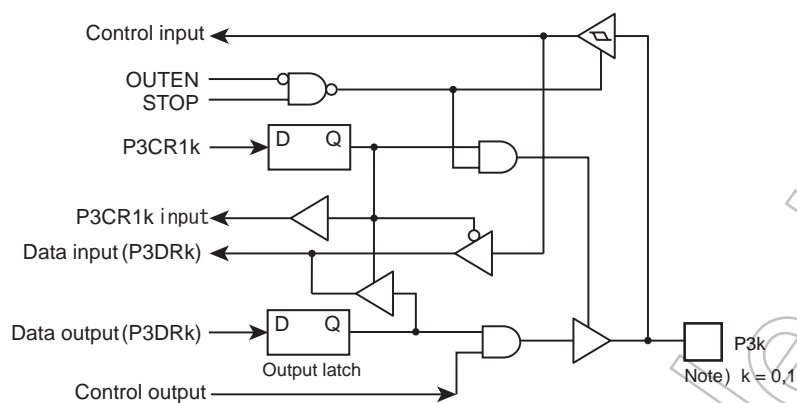 Control input
OUTEN
STOP
P3CR1k
D Q
P3CR1k input
Data input (P3DRk)
Data output (P3DRk)
D Q
Output latch
Control output
P3k
Note) k = 0,1